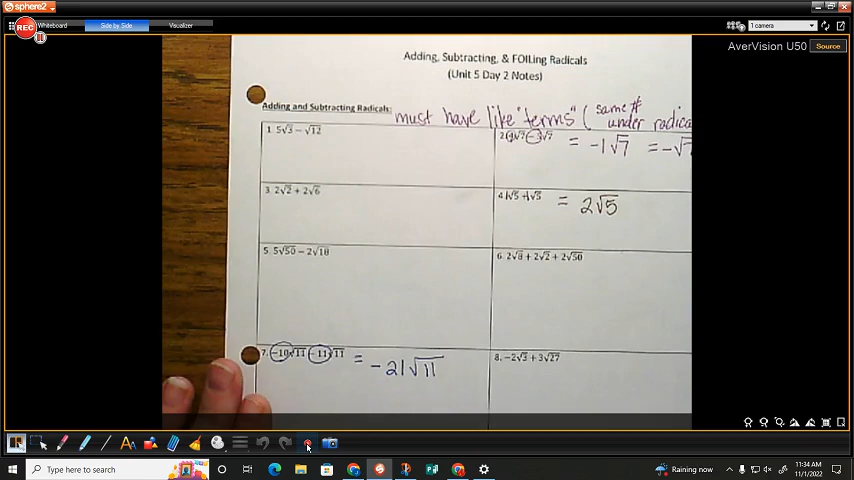 sphere2
REC
Whiteboard
Side by Side
Visualizer
1 camera
AverVision U50
Source
Adding, Subtracting, & FOILing Radicals
(Unit 5 Day 2 Notes)
Adding and Subtracting Radicals: must have like "terms" (same # under radica
1. 5√3 − √12
√7 √7 = -1√7 = -√7
3. 2√2 + 2√6
4. 1√5 +1√5 = 2√5
5. 5√50 − 2√18
6. 2√8 + 2√2 + 2√50
7. −10√11 − 11√11 = -21√11
8. −2√3 + 3√27
Type here to search
Raining now
11:34 AM
11/1/2022